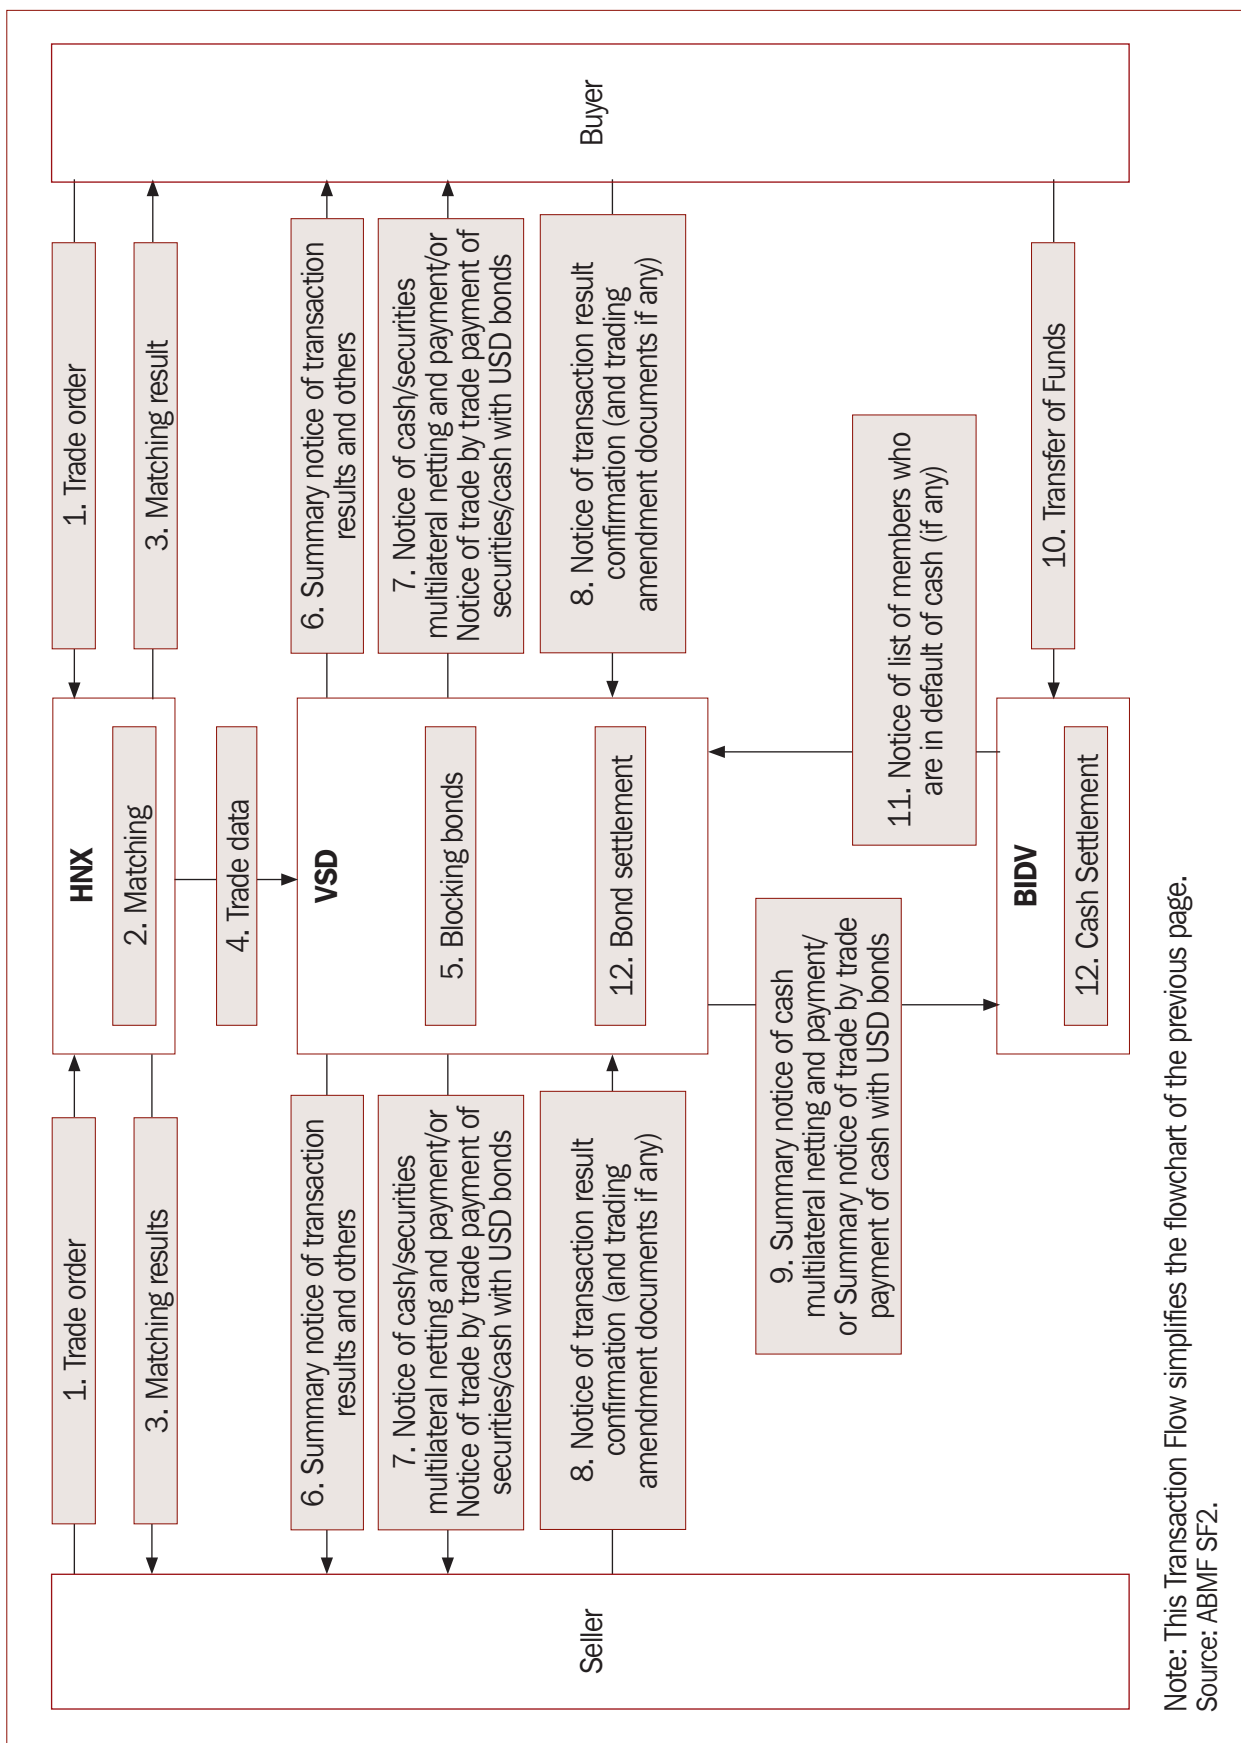 Seller
1. Trade order
3. Matching results
6. Summary notice of transaction
results and others
7. Notice of cash/securities
multilateral netting and payment/or
Notice of trade by trade payment of
securities/cash with USD bonds
8. Notice of transaction result
confirmation (and trading
amendment documents if any)
HNX
2. Matching
4. Trade data
VSD
5. Blocking bonds
12. Bond settlement
9. Summary notice of cash
multilateral netting and payment/
or Summary notice of trade by trade
payment of cash with USD bonds
11. Notice of list of members who
are in default of cash (if any)
BIDV
12. Cash Settlement
1. Trade order
3. Matching result
6. Summary notice of transaction
results and others
7. Notice of cash/securities
multilateral netting and payment/or
Notice of trade by trade payment of
securities/cash with USD bonds
8. Notice of transaction result
confirmation (and trading
amendment documents if any)
10. Transfer of Funds
Buyer
Note: This Transaction Flow simplifies the flowchart of the previous page.
Source: ABMF SF2.